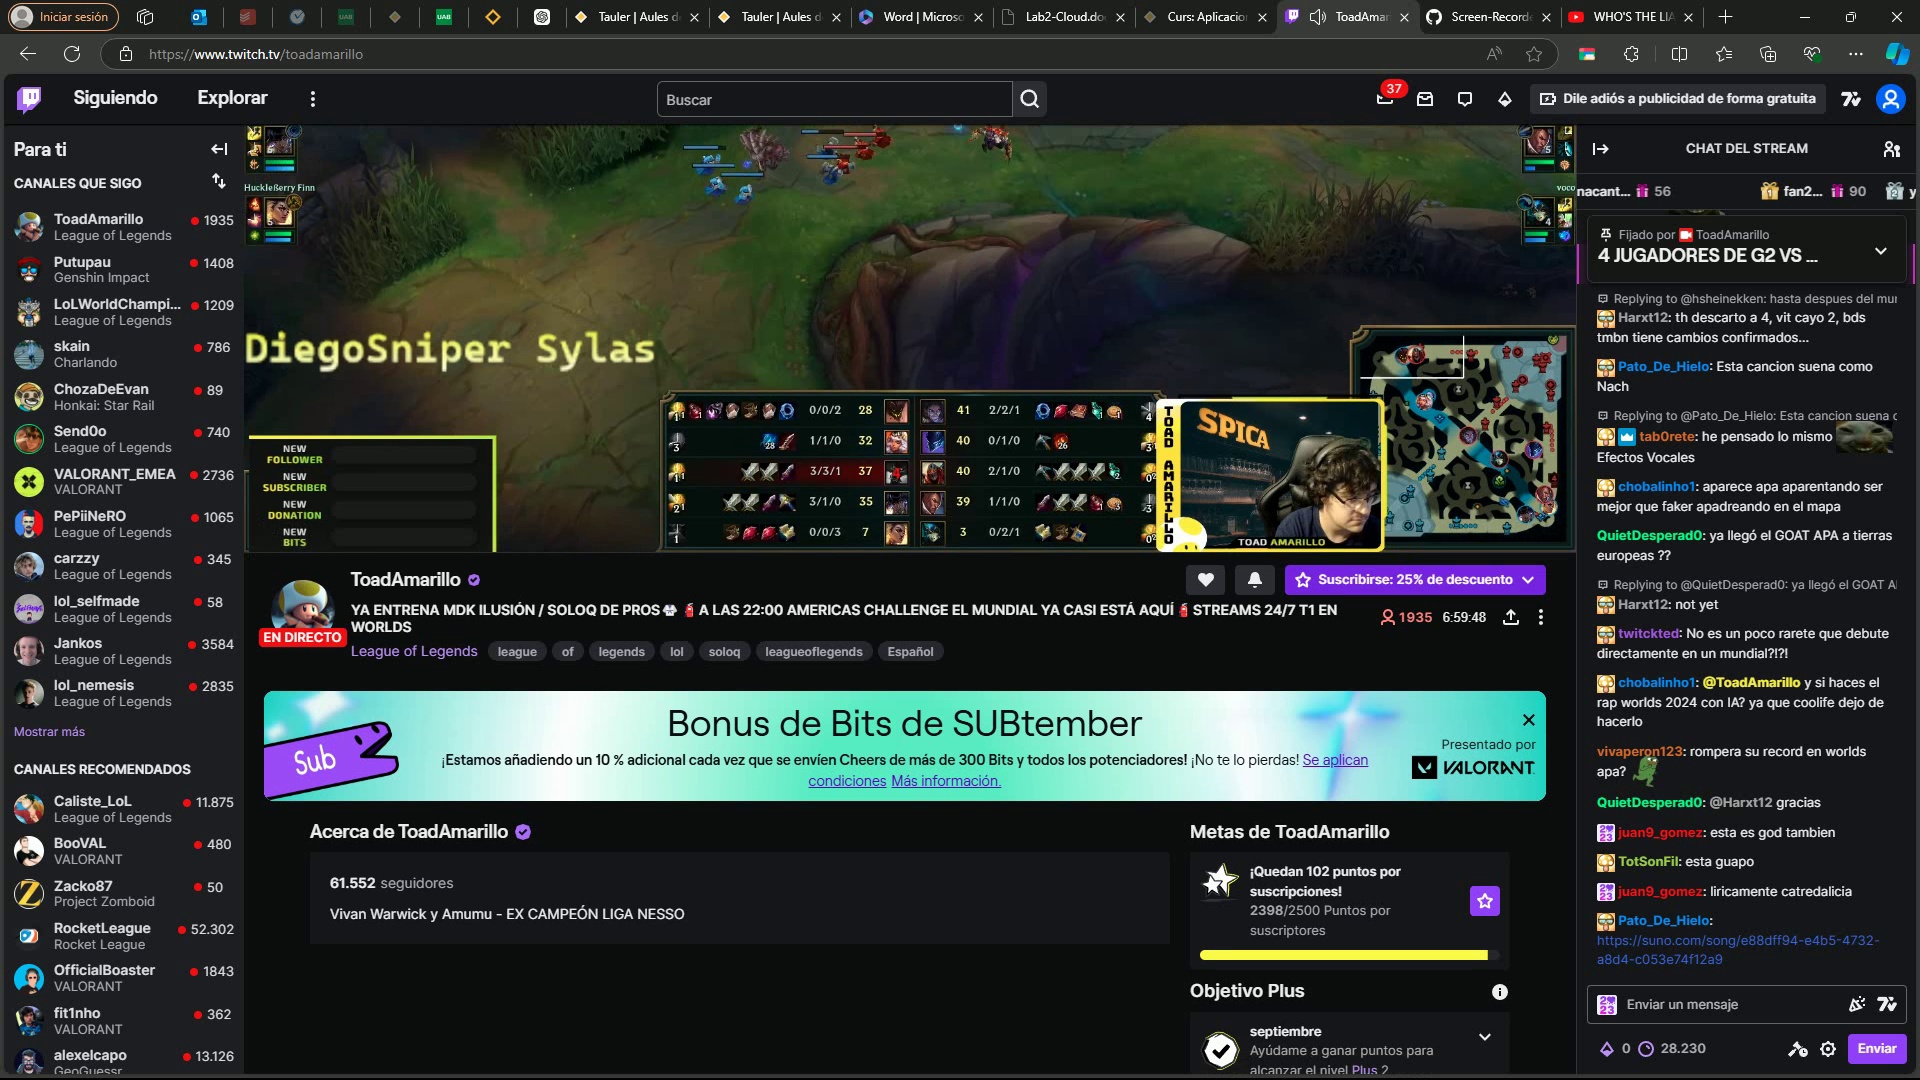 Iniciar sesión
Tauler | Aules de
Tauler | Aules de
Word | Microso
Lab2-Cloud.do
Curs: Aplicacion
ToadAmar
Screen-Recorde
WHO'S THE LIA
https://www.twitch.tv/toadamarillo
Siguiendo
Explorar
Buscar
37
Dile adiós a publicidad de forma gratuita
Para ti
CANALES QUE SIGO
ToadAmarillo
1935
League of Legends
Putupau
1408
Genshin Impact
LoLWorldChampi...
1209
League of Legends
skain
786
Charlando
ChozaDeEvan
89
Honkai: Star Rail
Send0o
740
League of Legends
VALORANT_EMEA
2736
VALORANT
PePiiNeRO
1065
League of Legends
carzzy
345
League of Legends
lol_selfmade
58
League of Legends
Jankos
3584
League of Legends
lol_nemesis
2835
League of Legends
Mostrar más
CANALES RECOMENDADOS
Caliste_LoL
11.875
League of Legends
BooVAL
480
VALORANT
Zacko87
50
Project Zomboid
RocketLeague
52.302
Rocket League
OfficialBoaster
1843
VALORANT
fit1nho
362
VALORANT
alexelcapo
13.126
GeoGuessr
HuckleBerry Finn
DiegoSniper Sylas
NEW FOLLOWER
NEW SUBSCRIBER
NEW DONATION
NEW BITS
0/0/2 28 41 2/2/1
1/1/0 32 40 0/1/0
3/3/1 37 40 2/1/0
3/1/0 35 39 1/1/0
0/0/3 7 3 0/2/1
SPICA
TOAD AMARILLO
TOAD AMARILLO
EN DIRECTO
ToadAmarillo
Suscribirse: 25% de descuento
YA ENTRENA MDK ILUSIÓN / SOLOQ DE PROS A LAS 22:00 AMERICAS CHALLENGE EL MUNDIAL YA CASI ESTÁ AQUÍ STREAMS 24/7 T1 EN
WORLDS
1935 6:59:48
League of Legends
league
of
legends
lol
soloq
leagueoflegends
Español
Sub
Bonus de Bits de SUBtember
¡Estamos añadiendo un 10 % adicional cada vez que se envíen Cheers de más de 300 Bits y todos los potenciadores! ¡No te lo pierdas! Se aplican
condiciones Más información.
Presentado por
VALORANT
Acerca de ToadAmarillo
61.552 seguidores
Vivan Warwick y Amumu - EX CAMPEÓN LIGA NESSO
Metas de ToadAmarillo
¡Quedan 102 puntos por
suscripciones!
2398/2500 Puntos por
suscriptores
Objetivo Plus
septiembre
Ayúdame a ganar puntos para
alcanzar el nivel Plus 2
CHAT DEL STREAM
nacant... 56
fan2... 90
Fijado por ToadAmarillo
4 JUGADORES DE G2 VS ...
Replying to @hsheinekken: hasta despues del mun
Harxt12: th descarto a 4, vit cayo 2, bds
tmbn tiene cambios confirmados...
Pato_De_Hielo: Esta cancion suena como
Nach
Replying to @Pato_De_Hielo: Esta cancion suena c
tab0rete: he pensado lo mismo
Efectos Vocales
chobalinho1: aparece apa aparentando ser
mejor que faker apadreando en el mapa
QuietDesperad0: ya llegó el GOAT APA a tierras
europeas ??
Replying to @QuietDesperad0: ya llegó el GOAT AP
Harxt12: not yet
twitckted: No es un poco rarete que debute
directamente en un mundial?!?!
chobalinho1: @ToadAmarillo y si haces el
rap worlds 2024 con IA? ya que coolife dejo de
hacerlo
vivaperon123: rompera su record en worlds
apa?
QuietDesperad0: @Harxt12 gracias
juan9_gomez: esta es god tambien
TotSonFil: esta guapo
juan9_gomez: liricamente catredalicia
Pato_De_Hielo:
https://suno.com/song/e88dff94-e4b5-4732-
a8d4-c053e74f12a9
Enviar un mensaje
0
28.230
Enviar